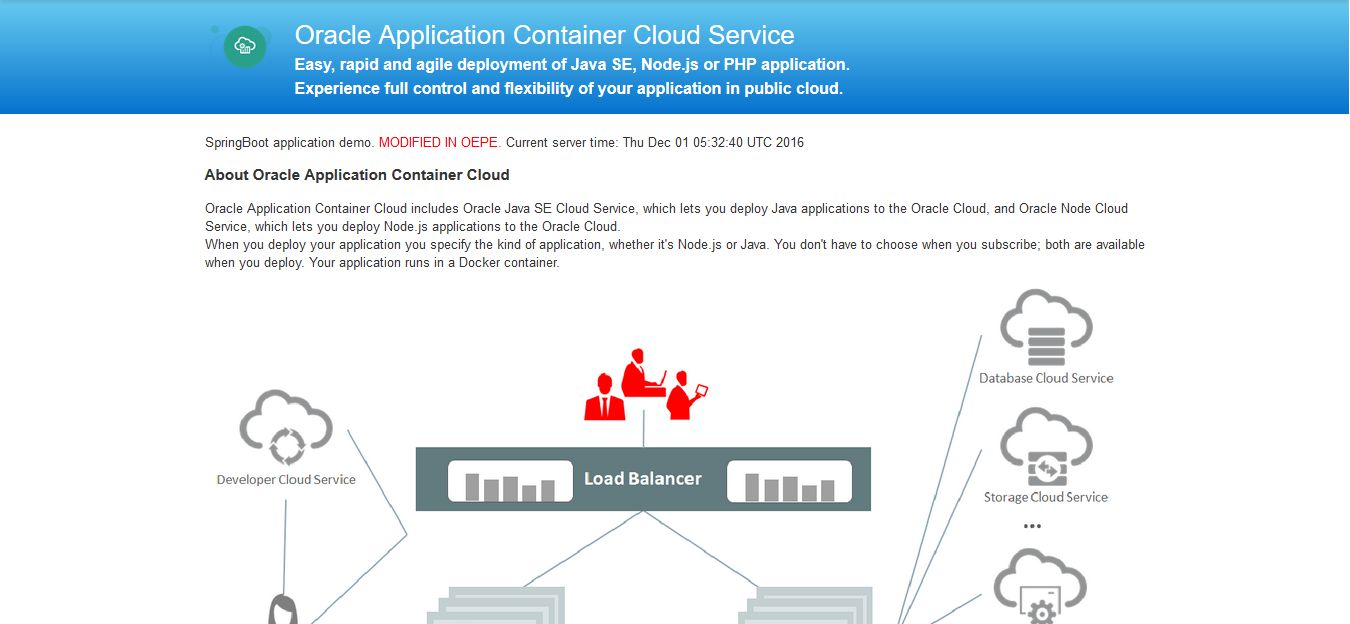 Oracle Application Container Cloud Service
Easy, rapid and agile deployment of Java SE, Node.js or PHP application.
Experience full control and flexibility of your application in public cloud.
SpringBoot application demo. MODIFIED IN OEPE. Current server time: Thu Dec 01 05:32:40 UTC 2016
About Oracle Application Container Cloud
Oracle Application Container Cloud includes Oracle Java SE Cloud Service, which lets you deploy Java applications to the Oracle Cloud, and Oracle Node Cloud
Service, which lets you deploy Node.js applications to the Oracle Cloud.
When you deploy your application you specify the kind of application, whether it's Node.js or Java. You don't have to choose when you subscribe; both are available
when you deploy. Your application runs in a Docker container.
Database Cloud Service
Developer Cloud Service
Load Balancer
Storage Cloud Service
...